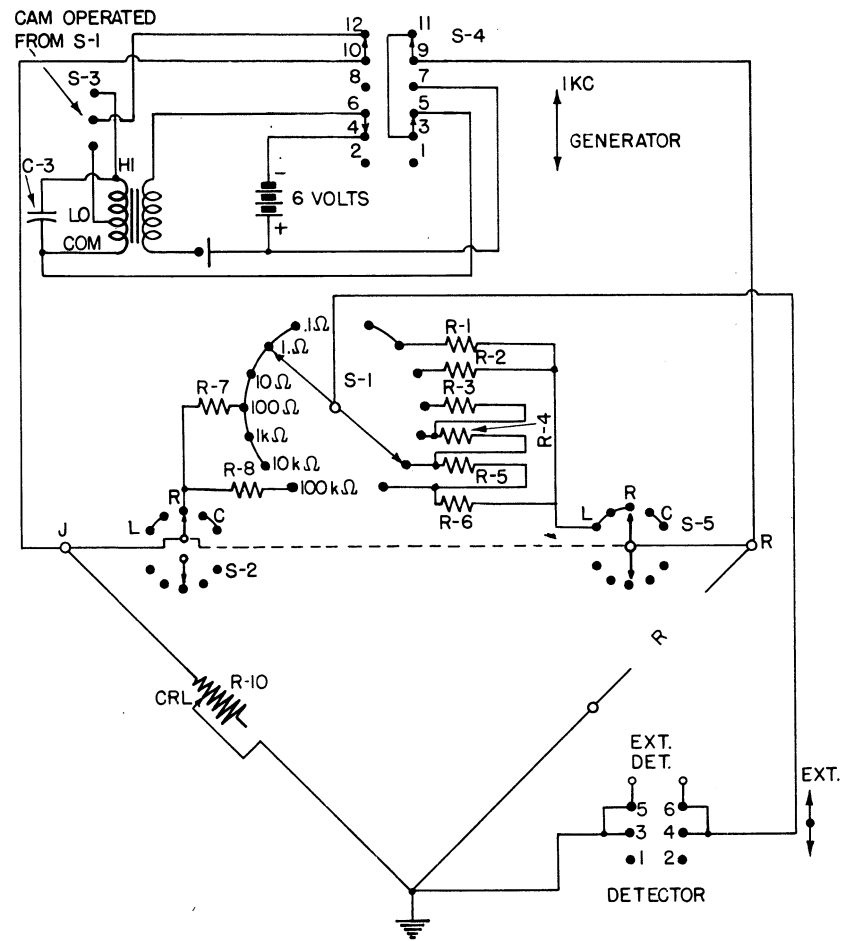 CAM OPERATED
FROM S-1
S-3
12
11
S-4
10
9
8
7
6
5
4
3
2
1
1KC
GENERATOR
C-3
HI
LO
COM
-
6 VOLTS
+
.1Ω
1.Ω
10Ω
100Ω
1kΩ
10kΩ
100kΩ
S-1
R-1
R-2
R-3
R-4
R-5
R-6
R-7
R-8
J
L
R
C
S-2
L
R
C
S-5
R
R
R-10
CRL
EXT.
DET.
EXT.
5 6
3 4
1 2
DETECTOR